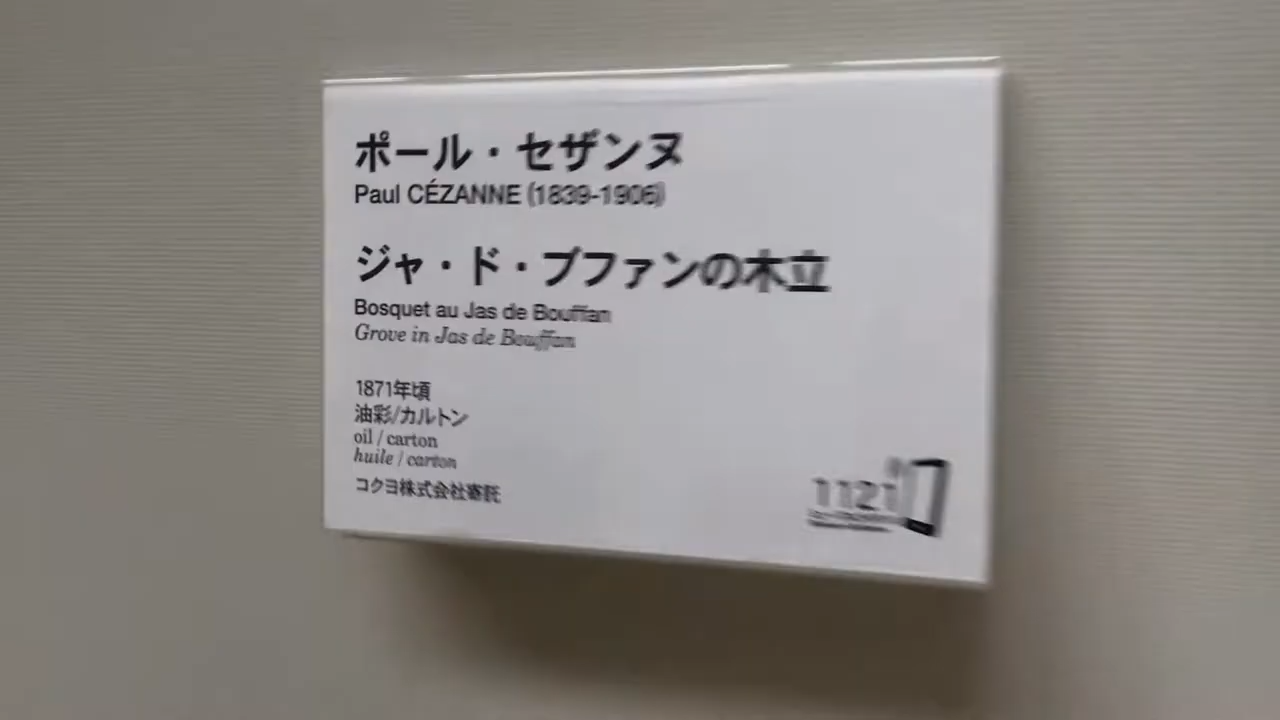 ポール・セザンヌ
Paul CÉZANNE (1839-1906)
ジャ・ド・ブファンの木立
Bosquet au Jas de Bouffan
Grove in Jas de Bouffan
1871年頃
油彩/カルトン
oil / carton
huile / carton
コクヨ株式会社寄託
1121